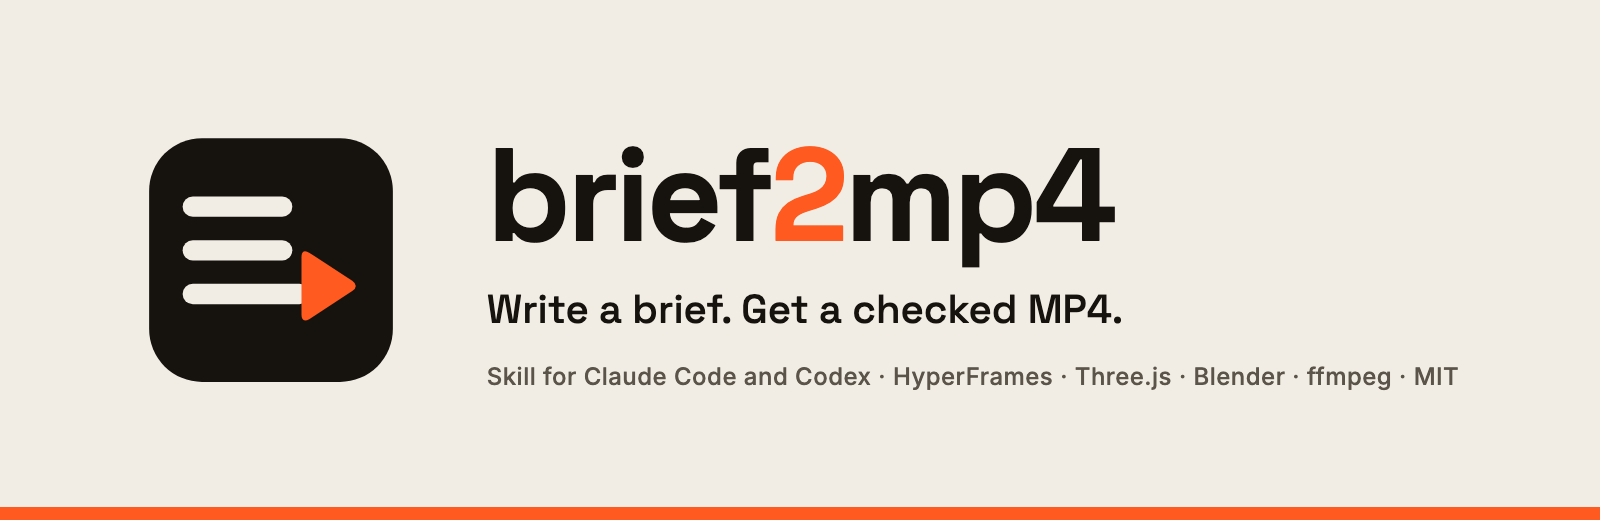 brief2mp4
Write a brief. Get a checked MP4.
Skill for Claude Code and Codex · HyperFrames · Three.js · Blender · ffmpeg · MIT